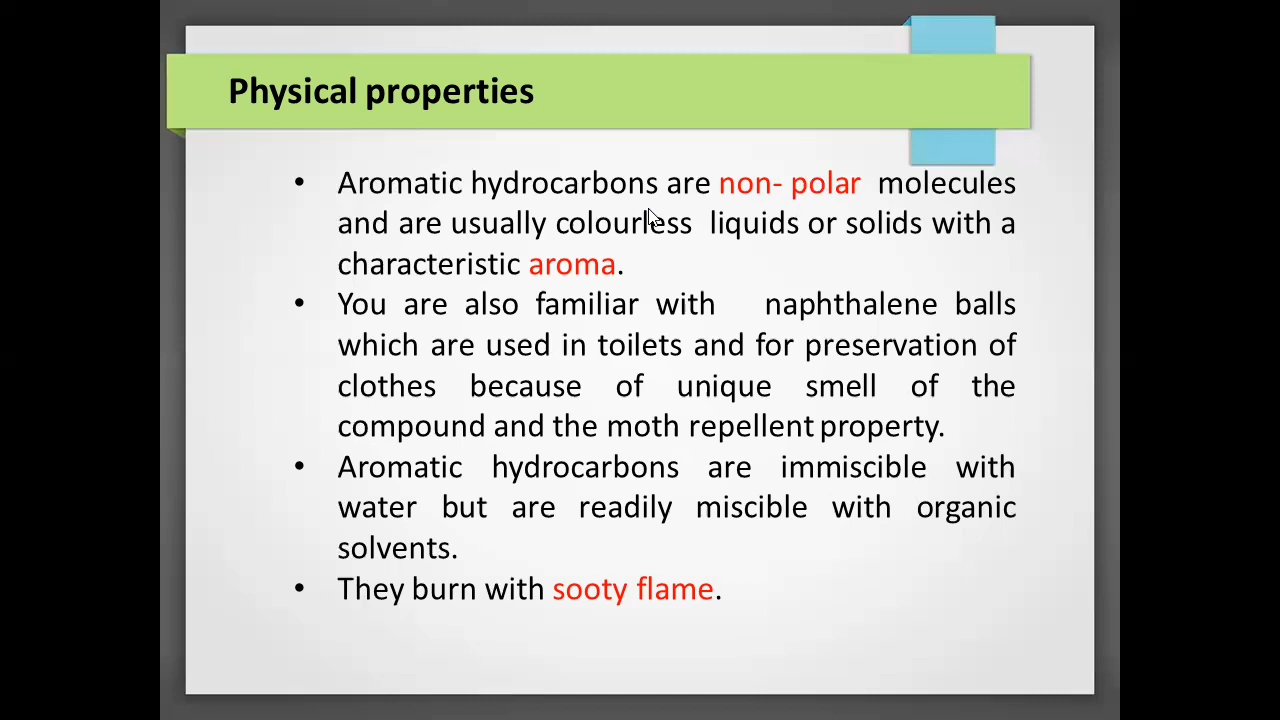 Physical properties
• Aromatic hydrocarbons are non- polar molecules
and are usually colourless liquids or solids with a
characteristic aroma.
• You are also familiar with naphthalene balls
which are used in toilets and for preservation of
clothes because of unique smell of the
compound and the moth repellent property.
• Aromatic hydrocarbons are immiscible with
water but are readily miscible with organic
solvents.
• They burn with sooty flame.